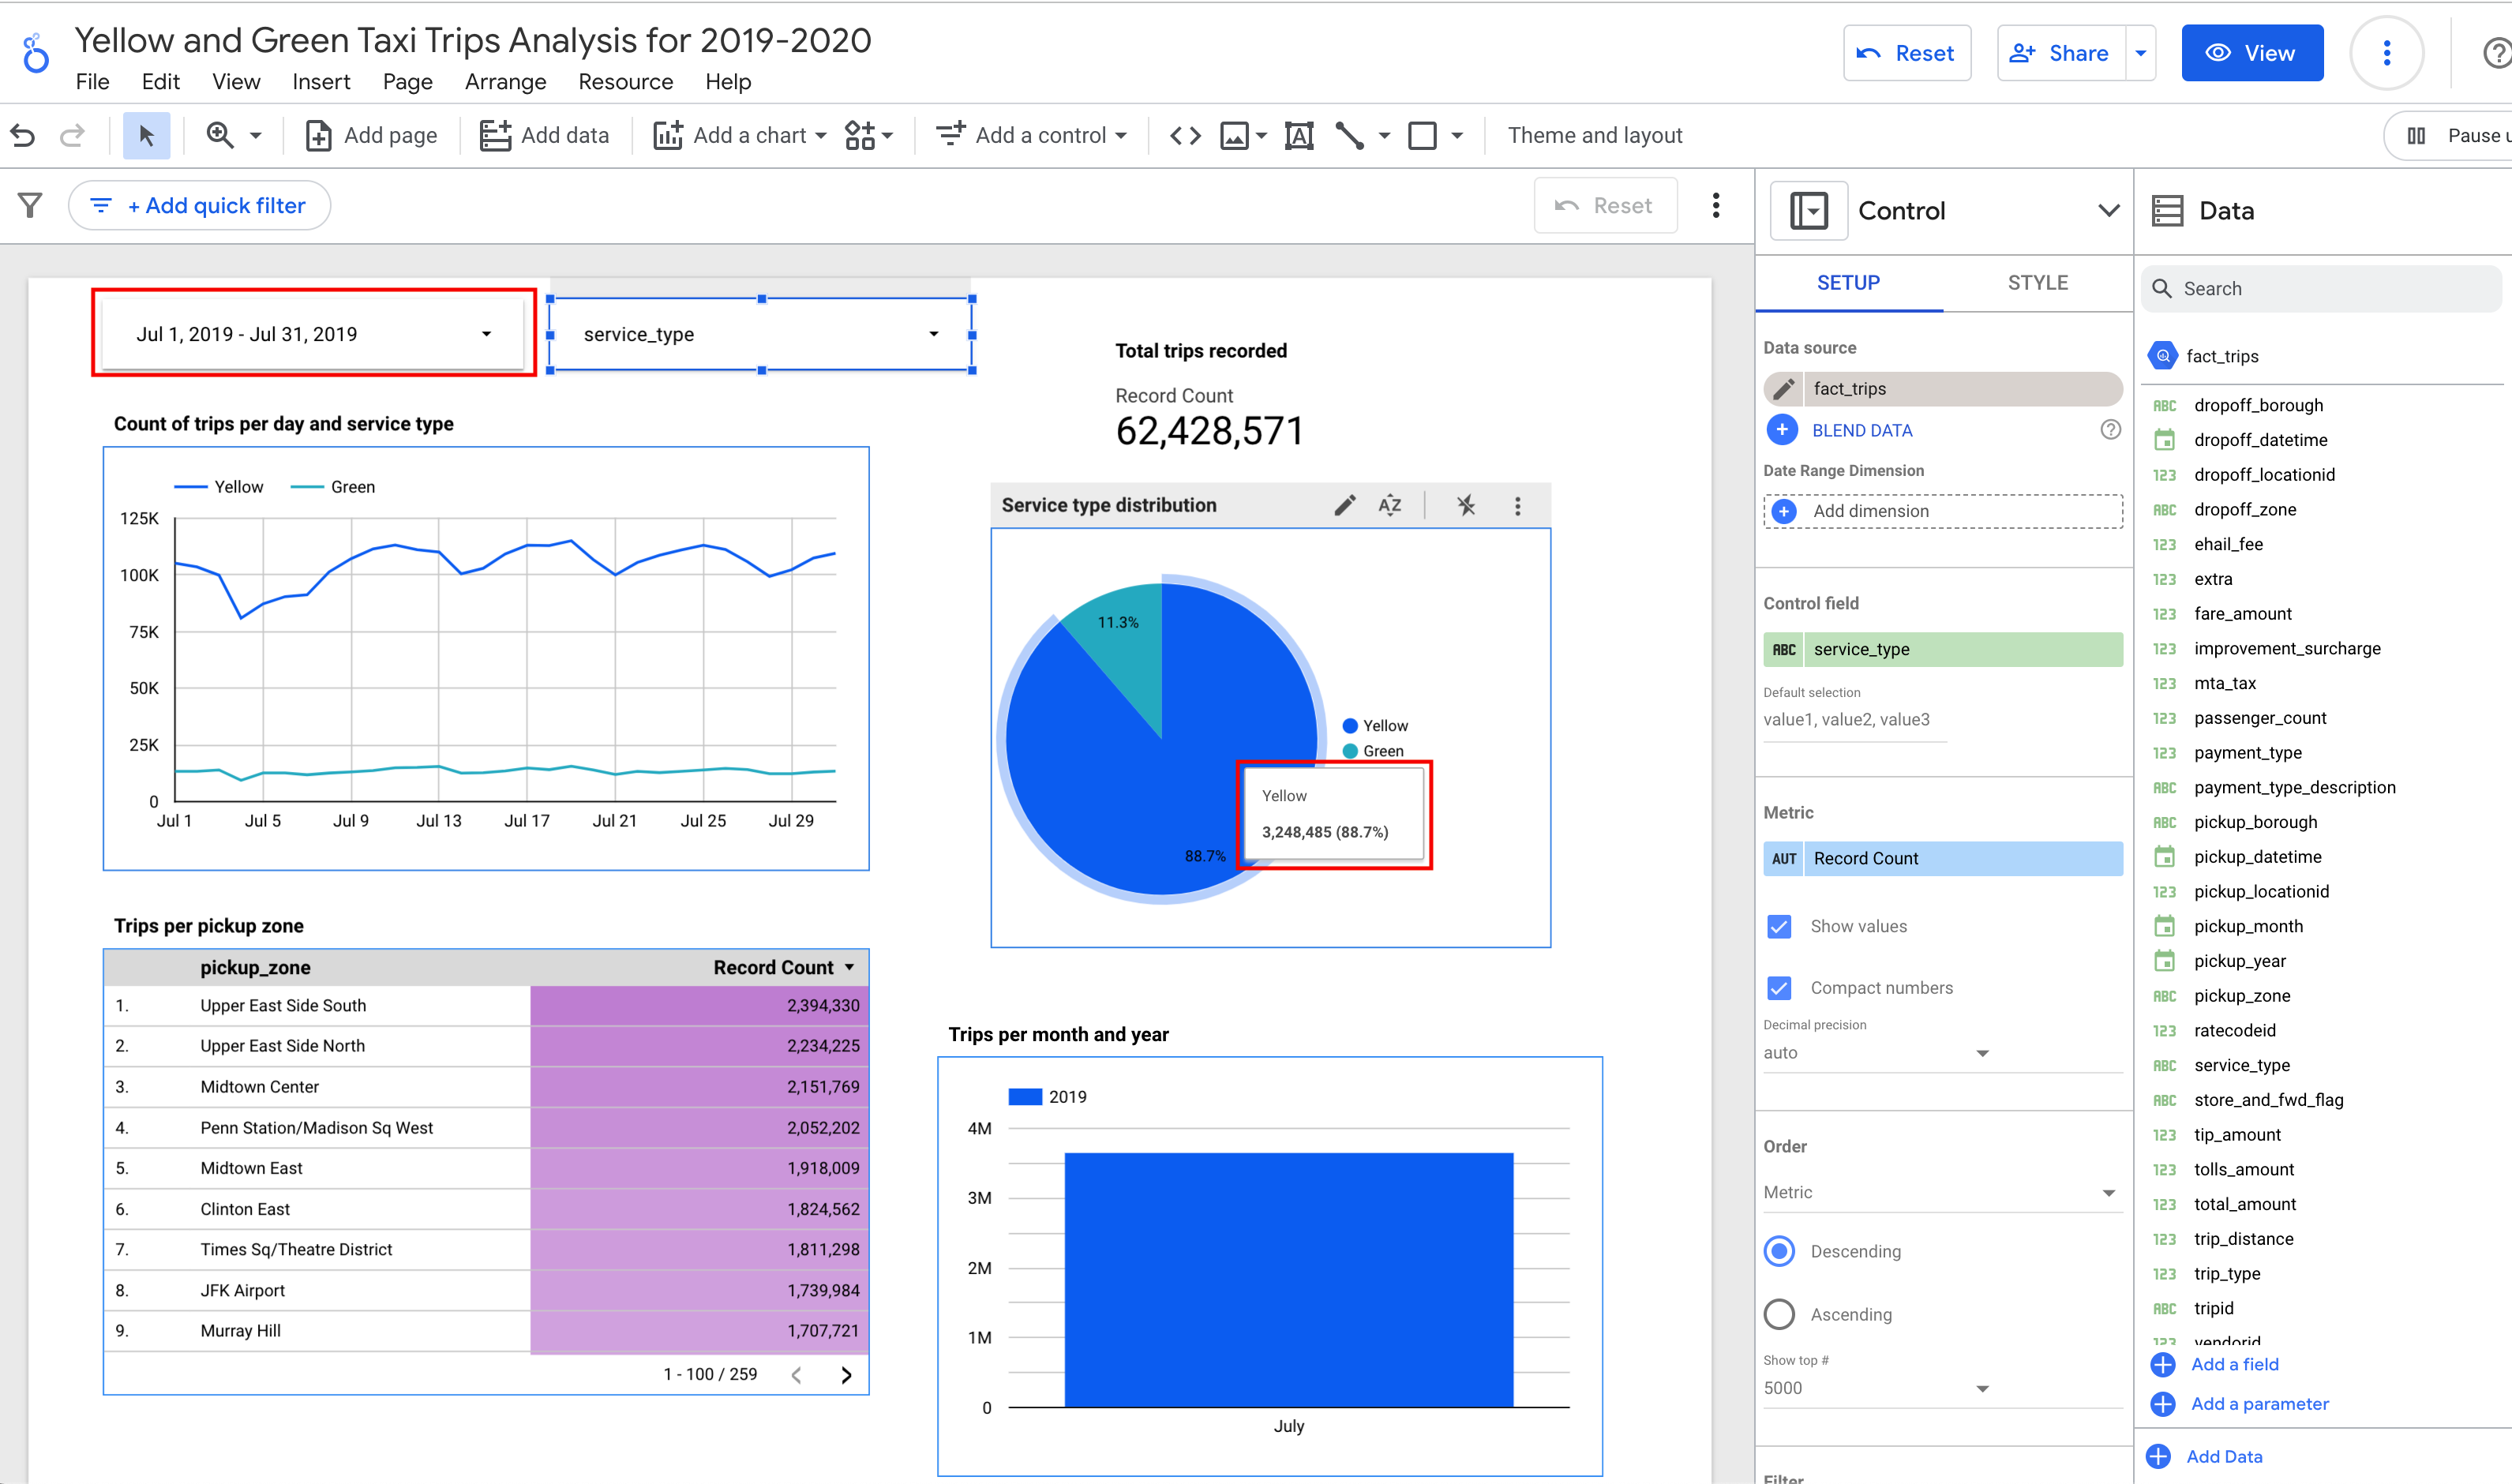 Yellow and Green Taxi Trips Analysis for 2019-2020
File Edit View Insert Page Arrange Resource Help
Reset
Share
View
Add page
Add data
Add a chart
Add a control
Theme and layout
Pause u
+ Add quick filter
Reset
Jul 1, 2019 - Jul 31, 2019
service_type
Total trips recorded
Record Count
62,428,571
Count of trips per day and service type
Yellow Green
125K
100K
75K
50K
25K
0
Jul 1 Jul 5 Jul 9 Jul 13 Jul 17 Jul 21 Jul 25 Jul 29
Service type distribution
AZ
11.3%
88.7%
Yellow
Green
Yellow
3,248,485 (88.7%)
Trips per pickup zone
pickup_zone Record Count
1. Upper East Side South 2,394,330
2. Upper East Side North 2,234,225
3. Midtown Center 2,151,769
4. Penn Station/Madison Sq West 2,052,202
5. Midtown East 1,918,009
6. Clinton East 1,824,562
7. Times Sq/Theatre District 1,811,298
8. JFK Airport 1,739,984
9. Murray Hill 1,707,721
1 - 100 / 259
Trips per month and year
2019
4M
3M
2M
1M
0
July
Control
SETUP STYLE
Data source
fact_trips
BLEND DATA
Date Range Dimension
Add dimension
Control field
ABC service_type
Default selection
value1, value2, value3
Metric
AUT Record Count
Show values
Compact numbers
Decimal precision
auto
Order
Metric
Descending
Ascending
Show top #
5000
Filter
Data
Search
fact_trips
ABC dropoff_borough
dropoff_datetime
123 dropoff_locationid
ABC dropoff_zone
123 ehail_fee
123 extra
123 fare_amount
123 improvement_surcharge
123 mta_tax
123 passenger_count
123 payment_type
ABC payment_type_description
ABC pickup_borough
pickup_datetime
123 pickup_locationid
pickup_month
pickup_year
ABC pickup_zone
123 ratecodeid
ABC service_type
ABC store_and_fwd_flag
123 tip_amount
123 tolls_amount
123 total_amount
123 trip_distance
123 trip_type
ABC tripid
123 vendorid
Add a field
Add a parameter
Add Data